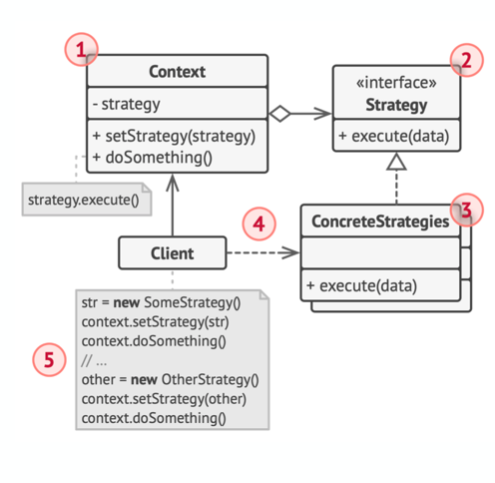 1
Context
- strategy
+ setStrategy(strategy)
+ doSomething()
strategy.execute()
2
«interface»
Strategy
+ execute(data)
3
ConcreteStrategies
+ execute(data)
4
Client
5
str = new SomeStrategy()
context.setStrategy(str)
context.doSomething()
// ...
other = new OtherStrategy()
context.setStrategy(other)
context.doSomething()